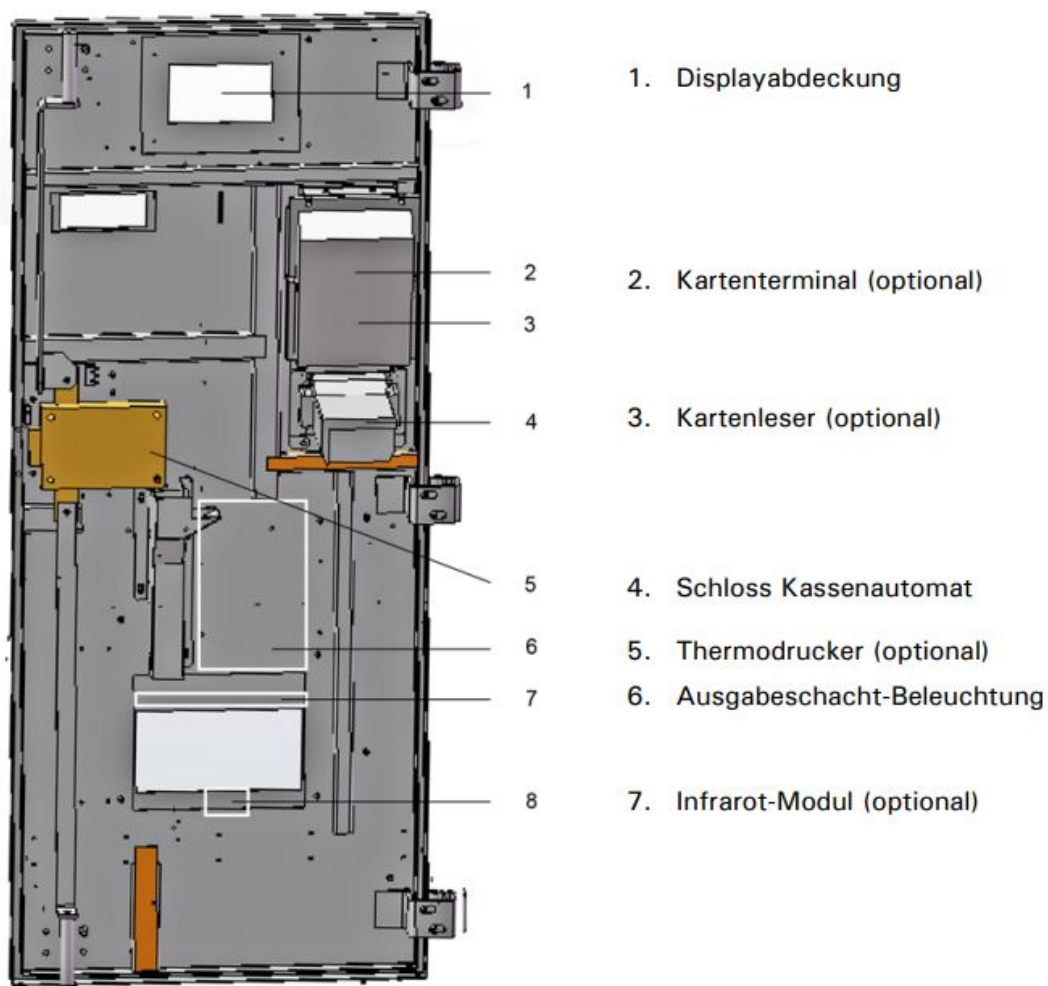 1
2
3
4
5
6
7
8
1. Displayabdeckung
2. Kartenterminal (optional)
3. Kartenleser (optional)
4. Schloss Kassenautomat
5. Thermodrucker (optional)
6. Ausgabeschacht-Beleuchtung
7. Infrarot-Modul (optional)